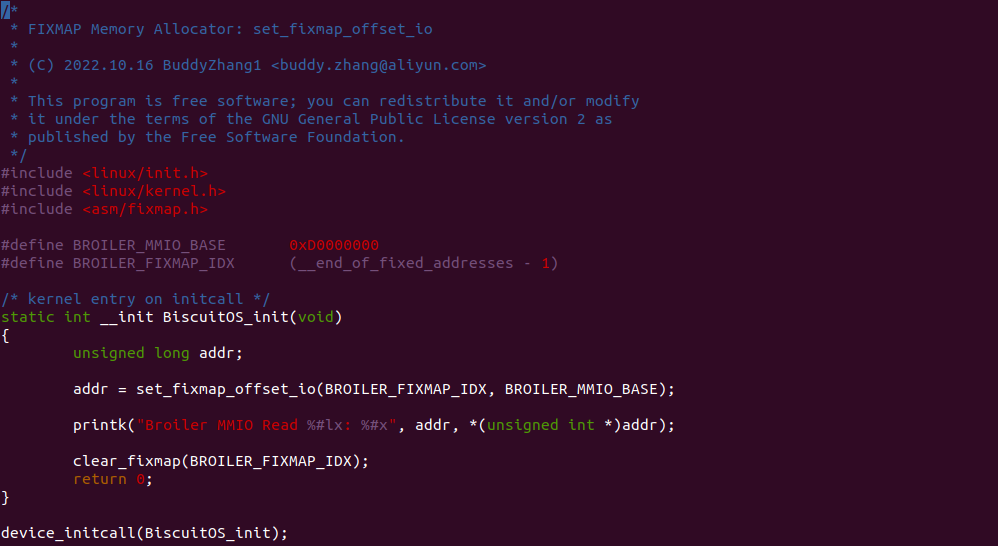 /*
 * FIXMAP Memory Allocator: set_fixmap_offset_io
 *
 * (C) 2022.10.16 BuddyZhang1 <buddy.zhang@aliyun.com>
 *
 * This program is free software; you can redistribute it and/or modify
 * it under the terms of the GNU General Public License version 2 as
 * published by the Free Software Foundation.
 */
#include <linux/init.h>
#include <linux/kernel.h>
#include <asm/fixmap.h>

#define BROILER_MMIO_BASE       0xD0000000
#define BROILER_FIXMAP_IDX      (__end_of_fixed_addresses - 1)

/* kernel entry on initcall */
static int __init BiscuitOS_init(void)
{
        unsigned long addr;

        addr = set_fixmap_offset_io(BROILER_FIXMAP_IDX, BROILER_MMIO_BASE);

        printk("Broiler MMIO Read %#lx: %#x", addr, *(unsigned int *)addr);

        clear_fixmap(BROILER_FIXMAP_IDX);
        return 0;
}

device_initcall(BiscuitOS_init);